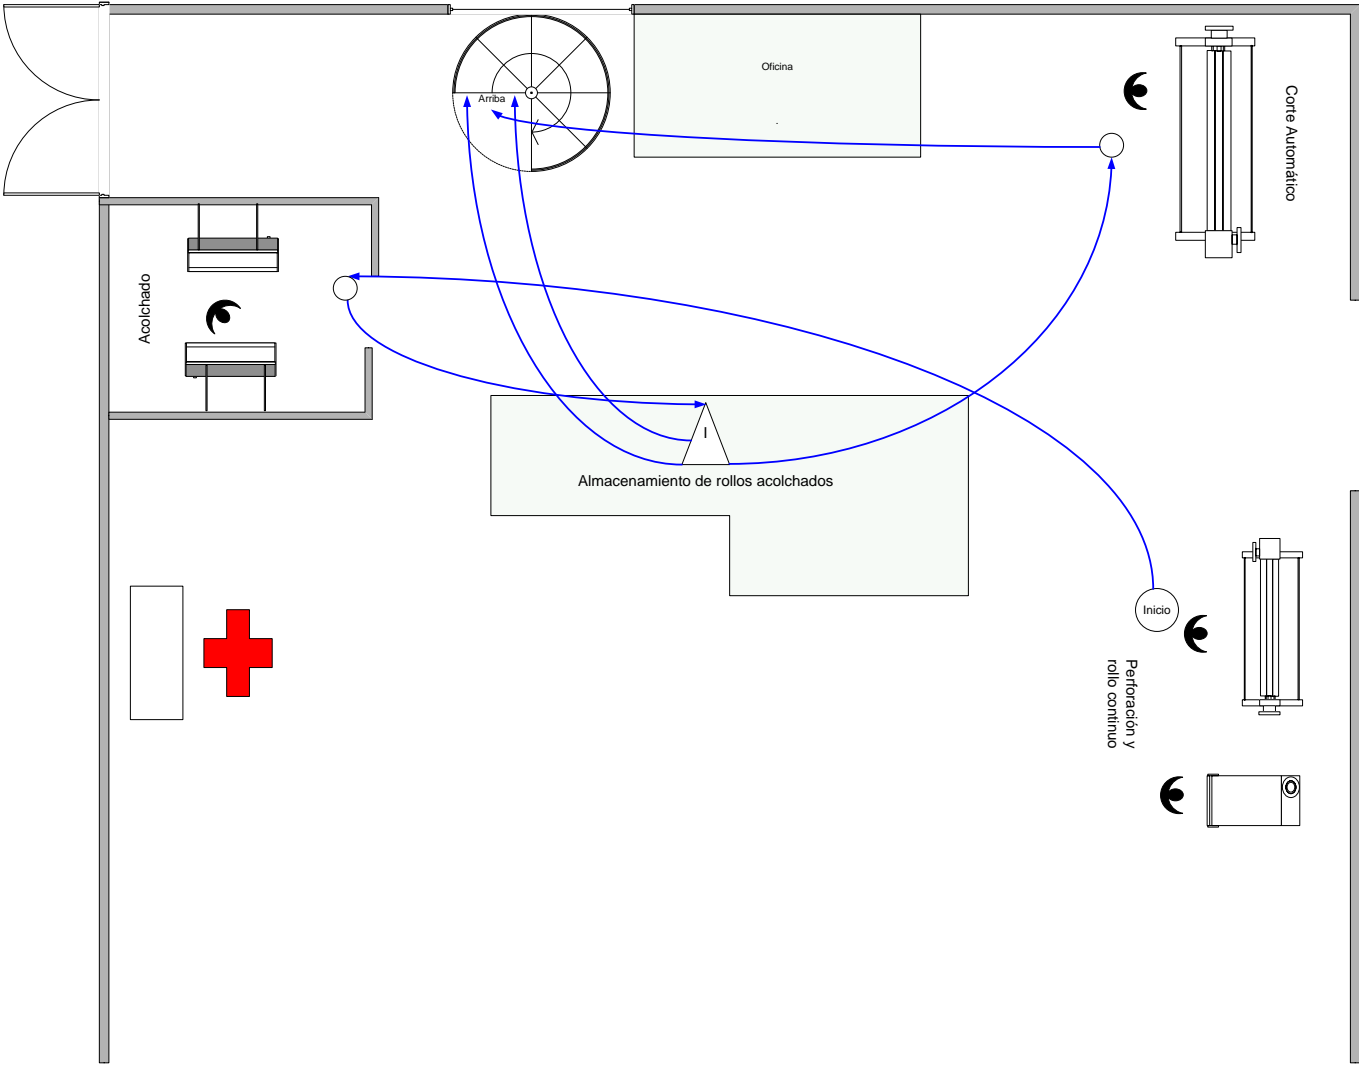 Oficina
Arriba
.
Corte Automático
Acolchado
I
Almacenamiento de rollos acolchados
Inicio
Perforación y
rollo continuo